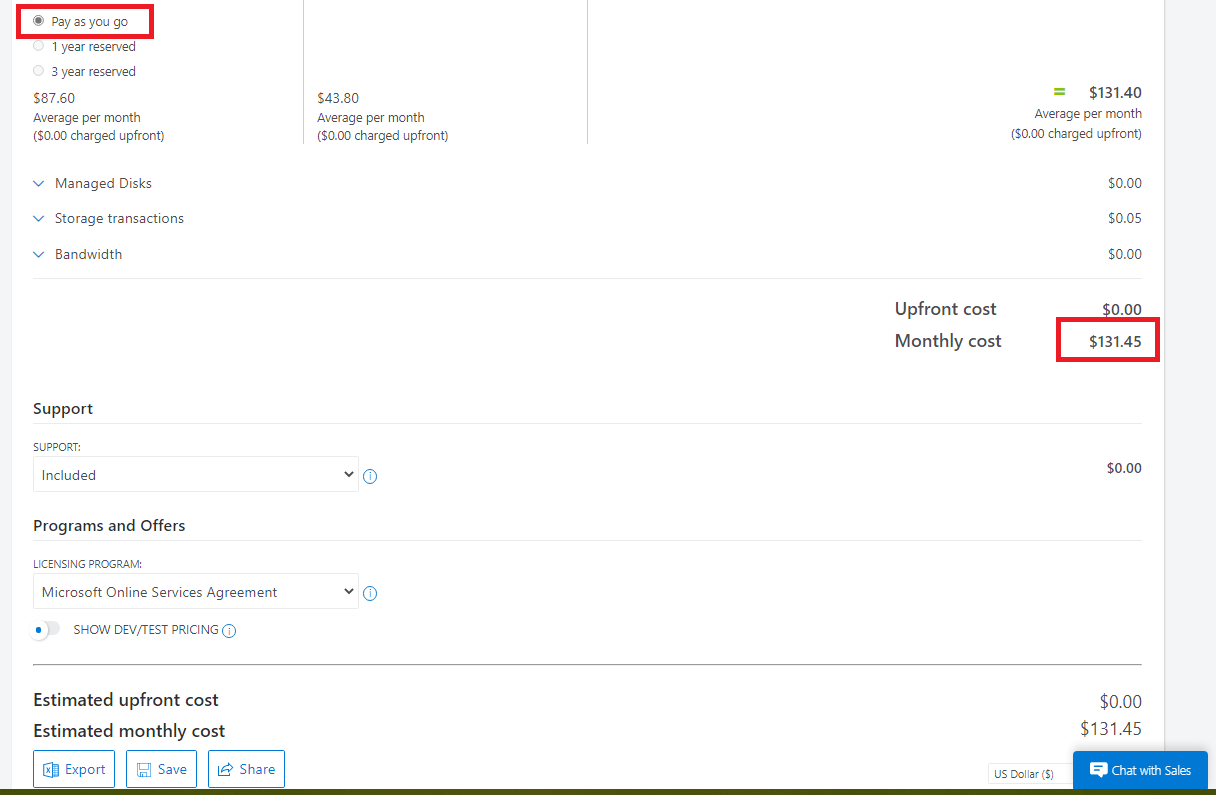 Pay as you go
1 year reserved
3 year reserved
$87.60
Average per month
($0.00 charged upfront)
$43.80
Average per month
($0.00 charged upfront)
= $131.40
Average per month
($0.00 charged upfront)
Managed Disks $0.00
Storage transactions $0.05
Bandwidth $0.00
Upfront cost $0.00
Monthly cost $131.45
Support
SUPPORT:
Included $0.00
Programs and Offers
LICENSING PROGRAM:
Microsoft Online Services Agreement
SHOW DEV/TEST PRICING
Estimated upfront cost $0.00
Estimated monthly cost $131.45
Export Save Share
US Dollar ($) Chat with Sales